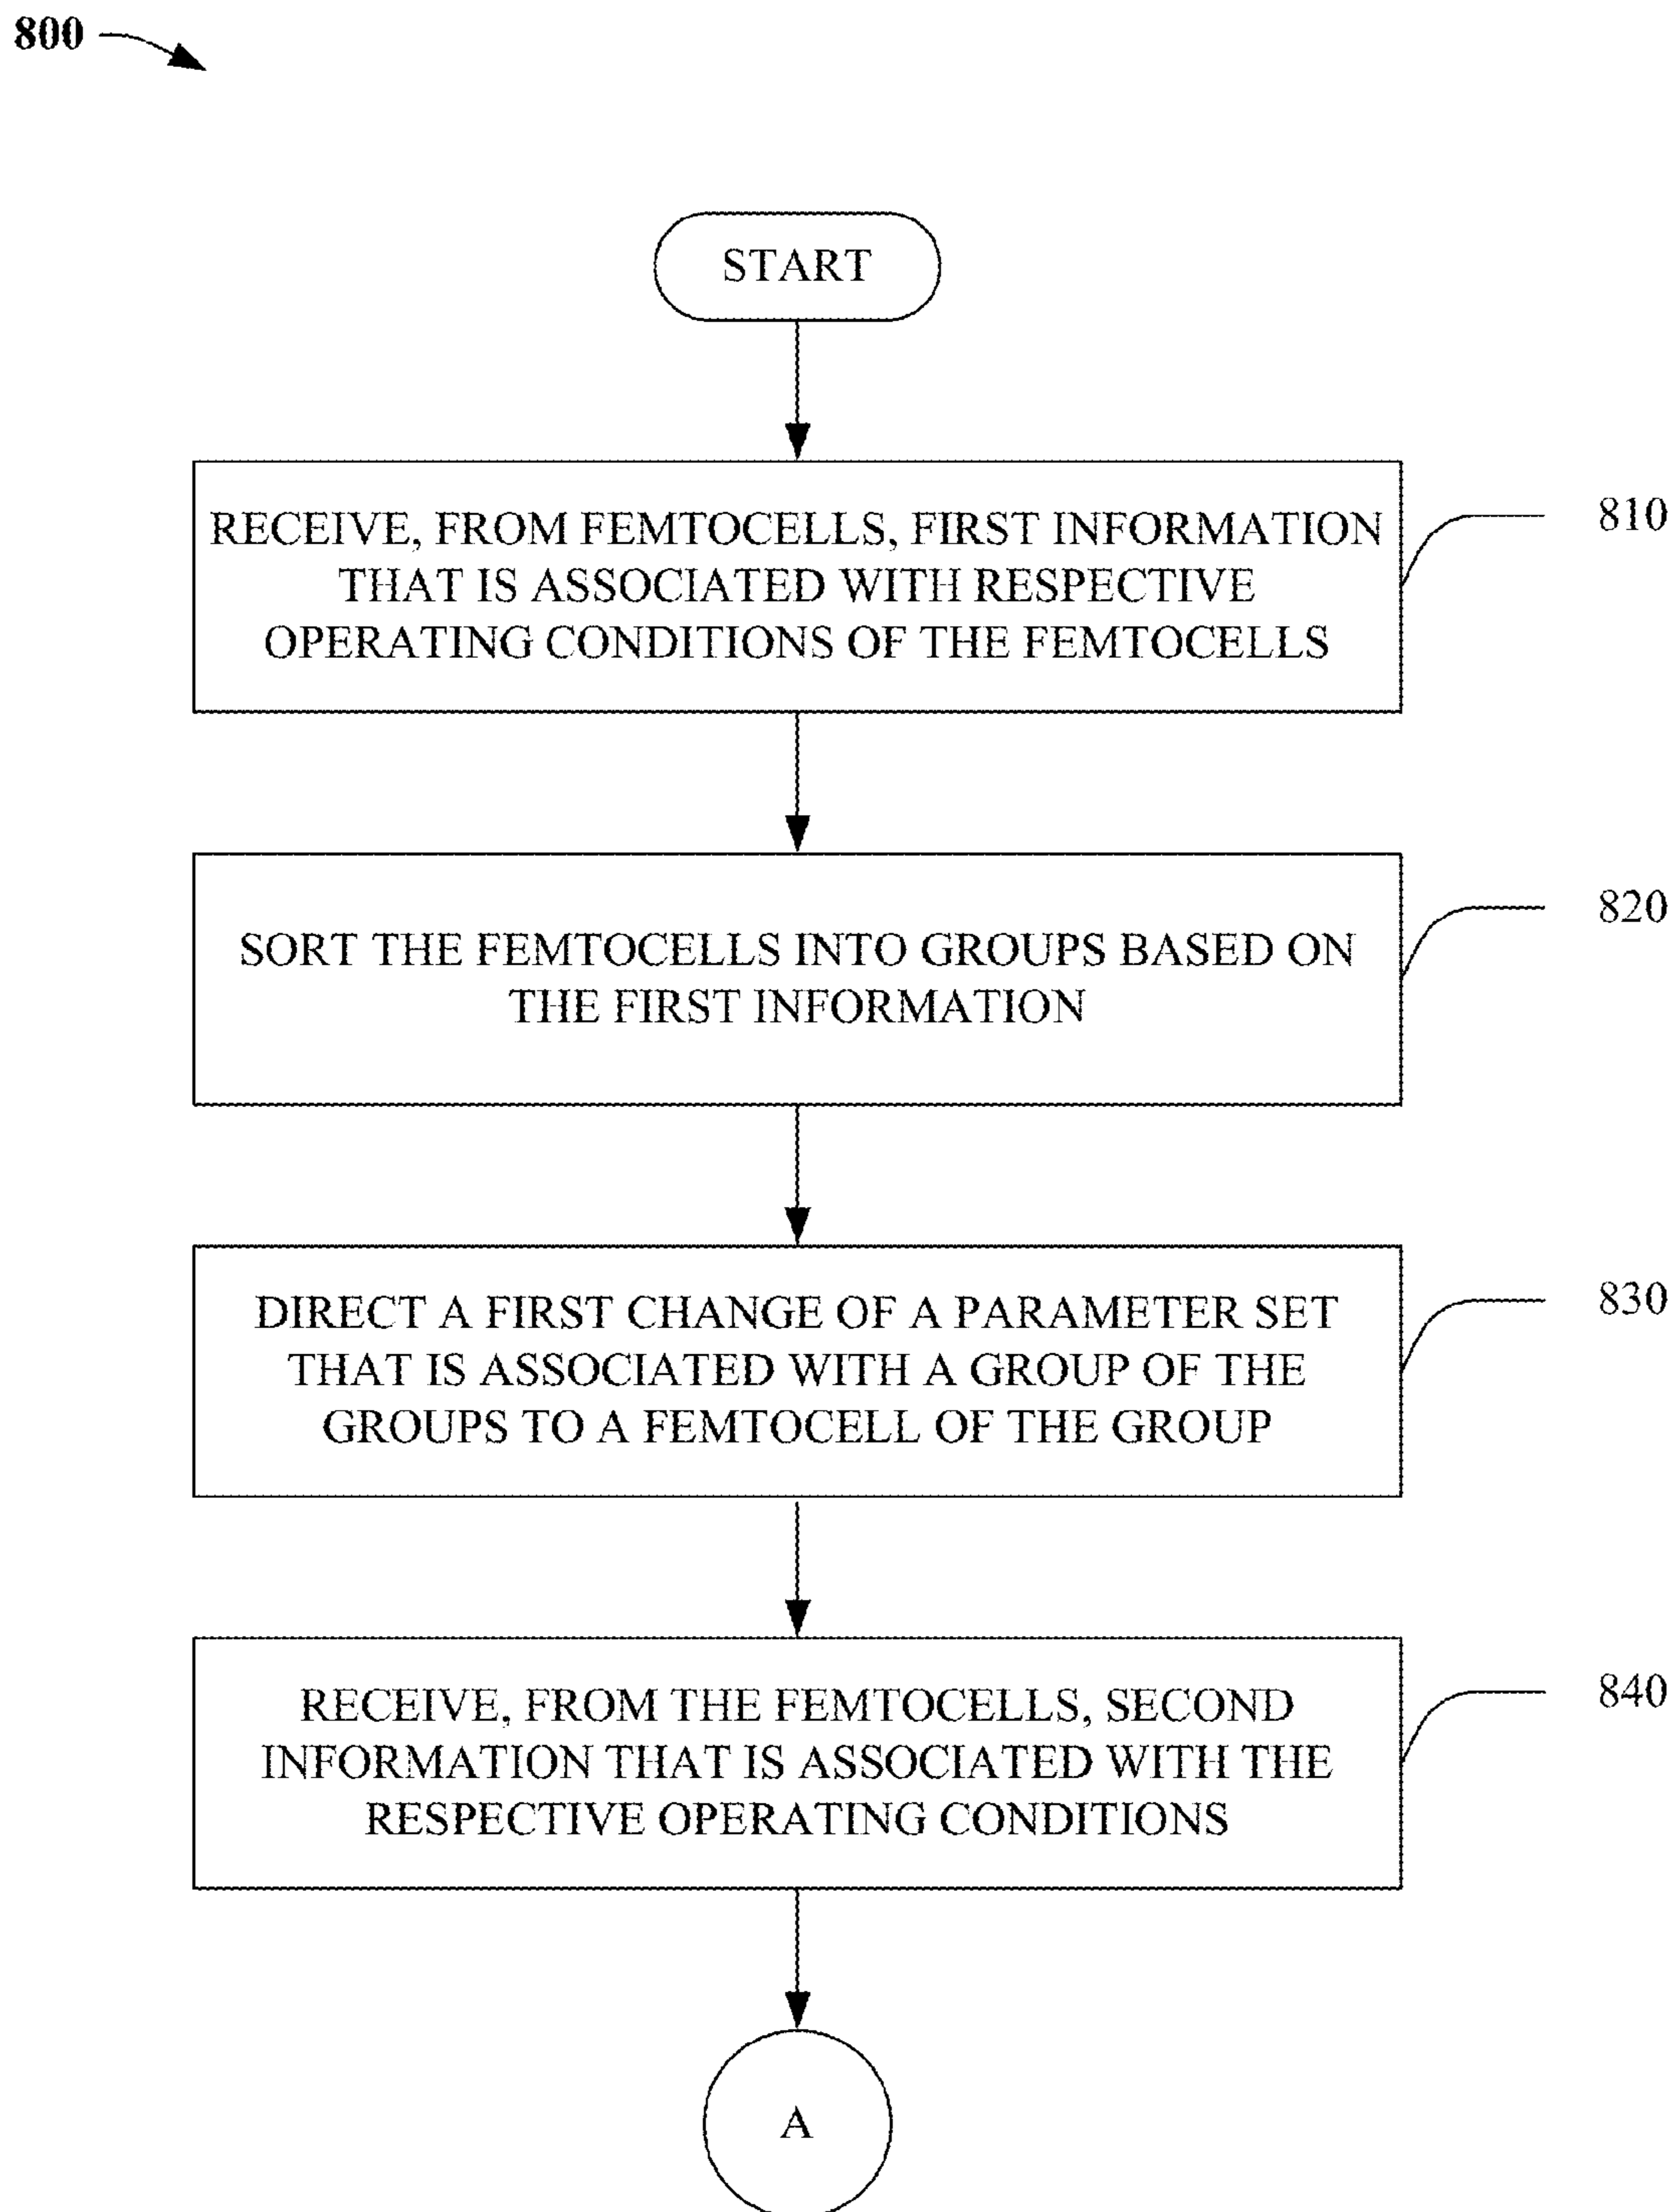 800
START
RECEIVE, FROM FEMTOCELLS, FIRST INFORMATION
THAT IS ASSOCIATED WITH RESPECTIVE
OPERATING CONDITIONS OF THE FEMTOCELLS
810
SORT THE FEMTOCELLS INTO GROUPS BASED ON
THE FIRST INFORMATION
820
DIRECT A FIRST CHANGE OF A PARAMETER SET
THAT IS ASSOCIATED WITH A GROUP OF THE
GROUPS TO A FEMTOCELL OF THE GROUP
830
RECEIVE, FROM THE FEMTOCELLS, SECOND
INFORMATION THAT IS ASSOCIATED WITH THE
RESPECTIVE OPERATING CONDITIONS
840
A